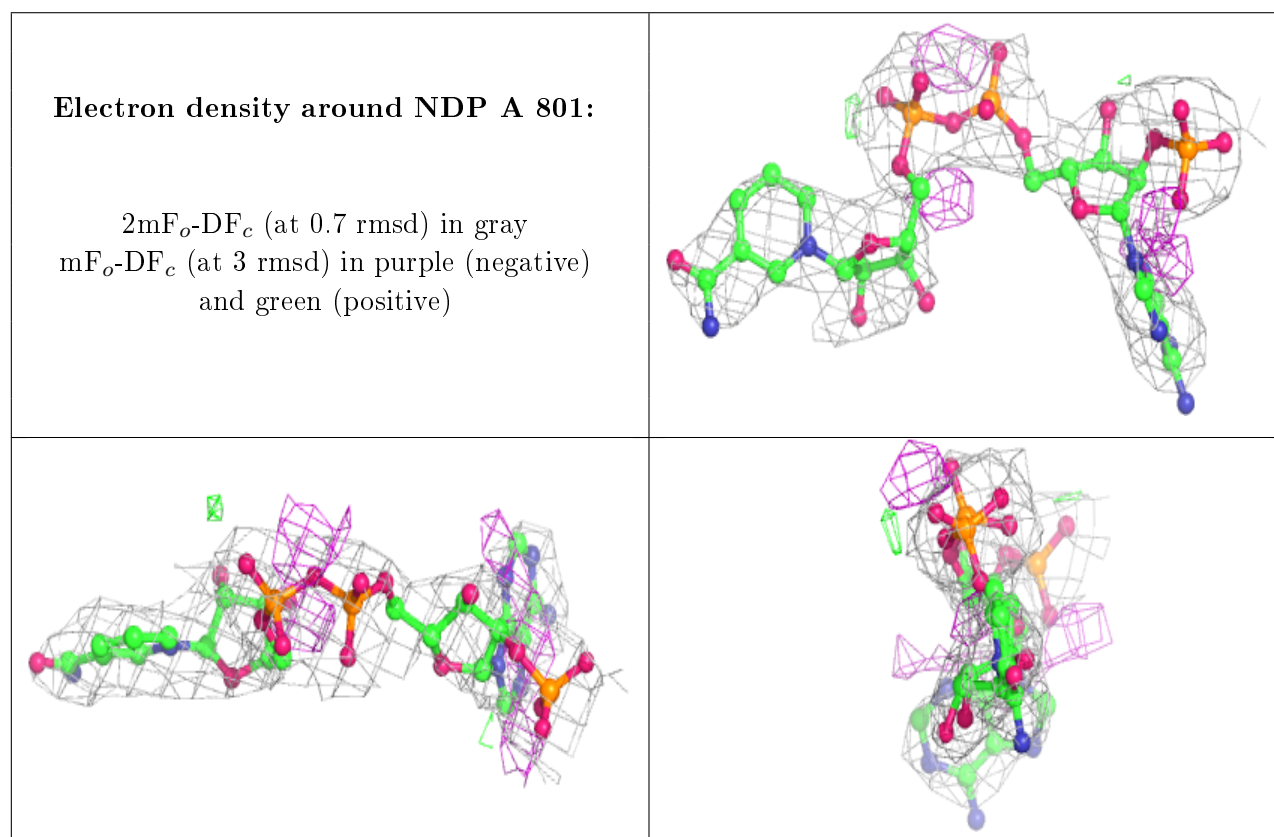 Electron density around NDP A 801:
2mFₒ-DF𝒸 (at 0.7 rmsd) in gray
mFₒ-DF𝒸 (at 3 rmsd) in purple (negative)
and green (positive)